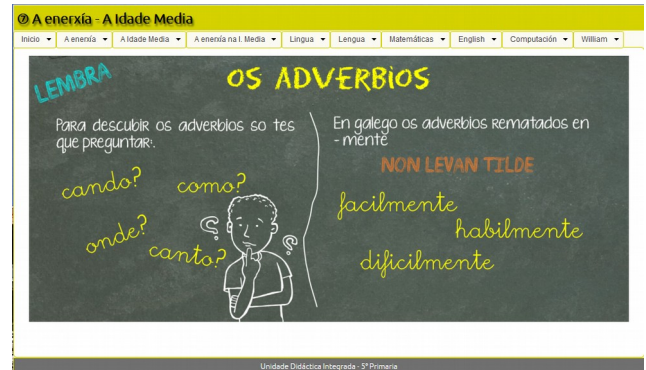 ⑦ A enerxía - A Idade Media
Inicio A enerxía A Idade Media A enerxía na I. Media Lingua Lengua Matemáticas English Computación William
LEMBRA
OS ADVERBIOS
Para descubir os adverbios so tes
que preguntar:
cando?
como?
onde?
canto?
En galego os adverbios rematados en
- mente
NON LEVAN TILDE
facilmente
habilmente
dificilmente
Unidade Didáctica Integrada - 5º Primaria